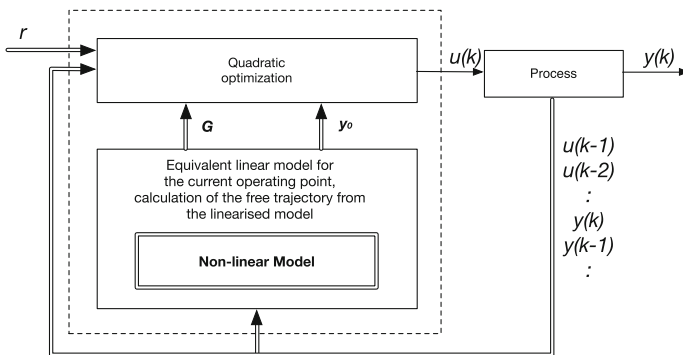 r
Quadratic
optimization
u(k)
Process
y(k)
G
y₀
Equivalent linear model for
the current operating point,
calculation of the free trajectory from
the linearised model
Non-linear Model
u(k-1)
u(k-2)
:
y(k)
y(k-1)
: